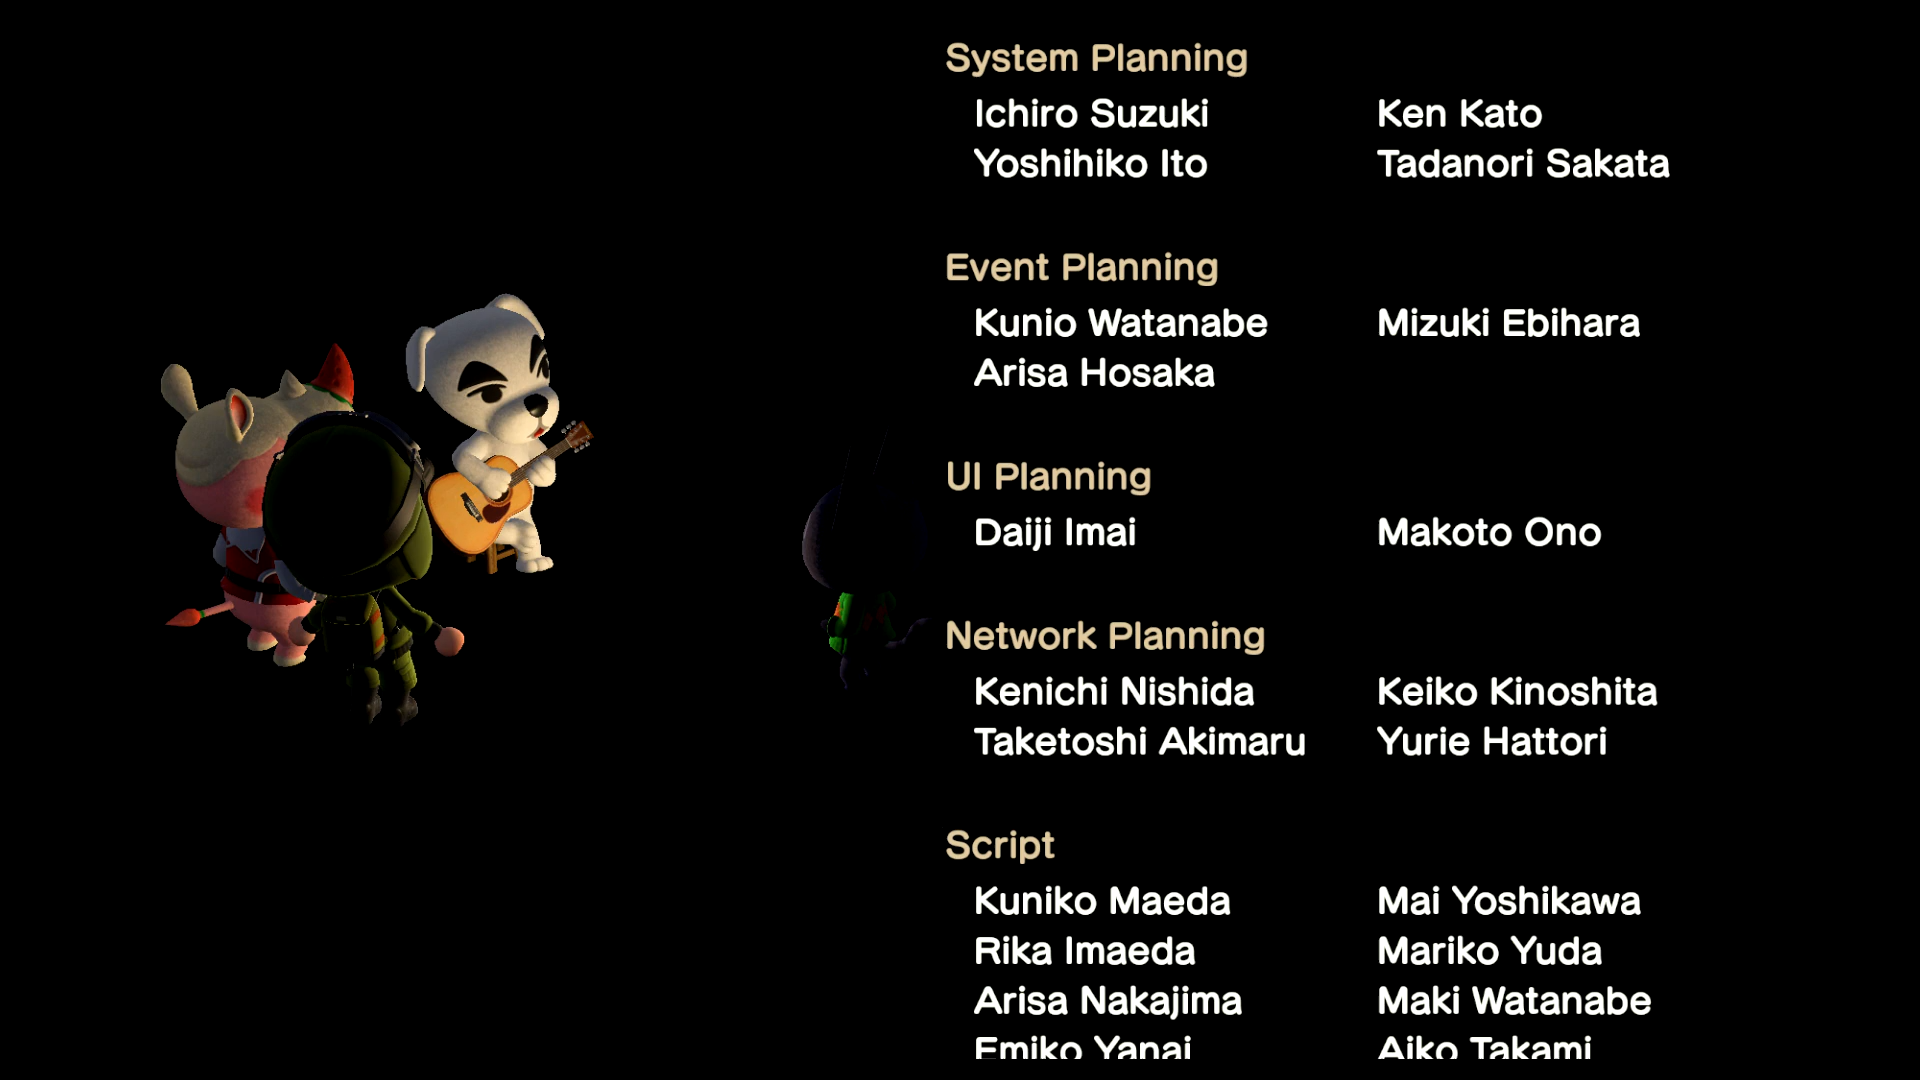 System Planning
Ichiro Suzuki Ken Kato
Yoshihiko Ito Tadanori Sakata
Event Planning
Kunio Watanabe Mizuki Ebihara
Arisa Hosaka
UI Planning
Daiji Imai Makoto Ono
Network Planning
Kenichi Nishida Keiko Kinoshita
Taketoshi Akimaru Yurie Hattori
Script
Kuniko Maeda Mai Yoshikawa
Rika Imaeda Mariko Yuda
Arisa Nakajima Maki Watanabe
Emiko Yanai Aiko Takami